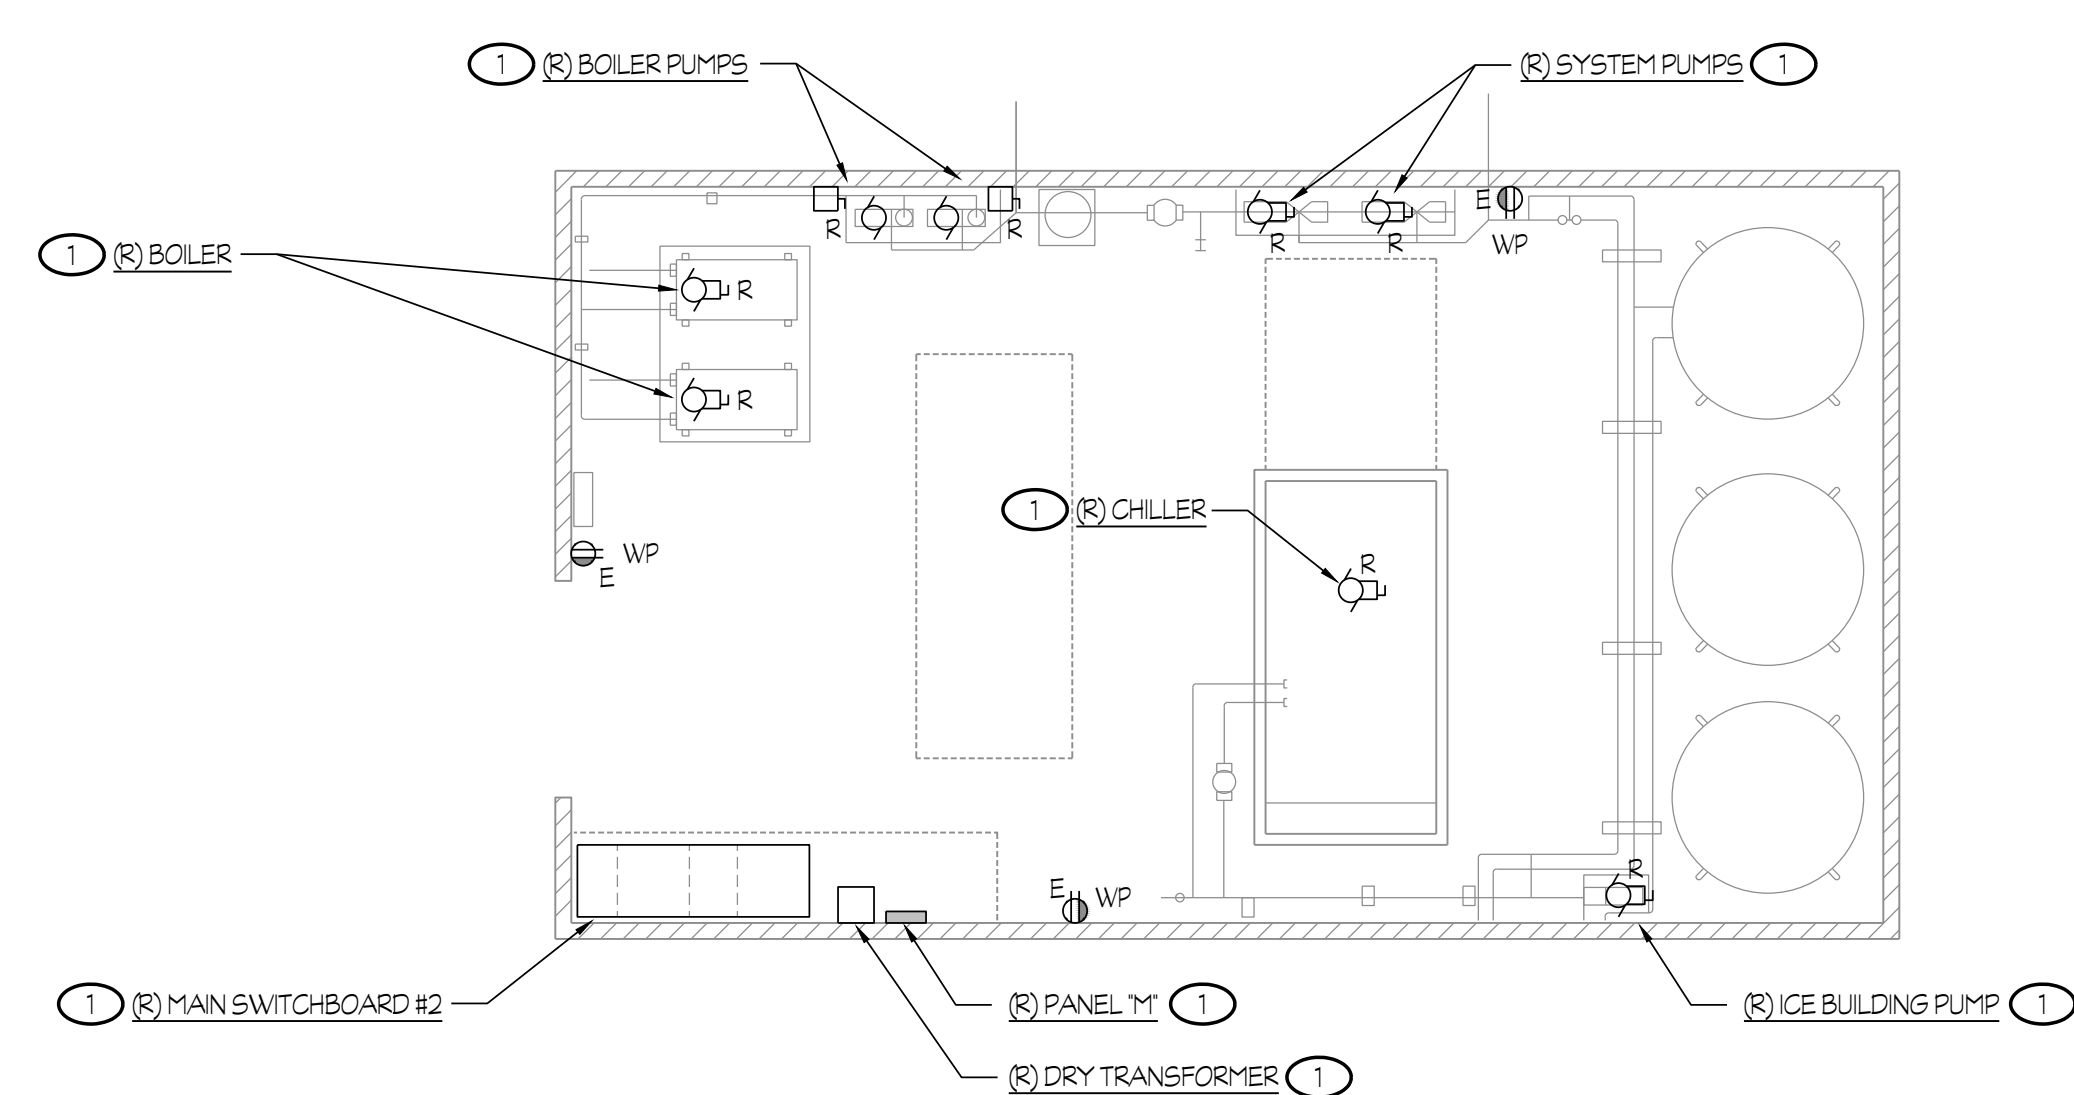 1 (R) BOILER PUMPS
(R) SYSTEM PUMPS 1
E
R
R
R
R
WP
1 (R) BOILER
R
R
1 (R) CHILLER
R
WP
E
R
E
WP
1 (R) MAIN SWITCHBOARD #2
(R) PANEL "M" 1
(R) ICE BUILDING PUMP 1
(R) DRY TRANSFORMER 1